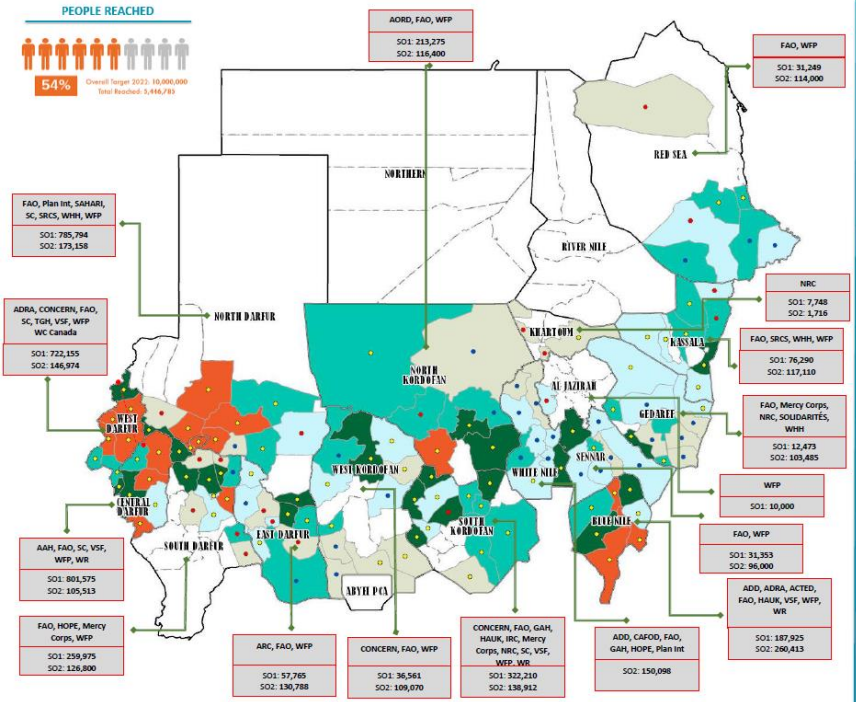 PEOPLE REACHED
54%
Overall Target 2022: 10,000,000
Total Reached: 5,416,785
AORD, FAO, WFP
SO1: 213,275
SO2: 116,400
FAO, WFP
SO1: 31,249
SO2: 114,000
RED SEA
NORTHERN
FAO, Plan Int, SAHARI,
SC, SRCS, WHH, WFP
SO1: 785,794
SO2: 173,158
RIVER NILE
NRC
SO1: 7,748
SO2: 1,716
ADRA, CONCERN, FAO,
SC, TGH, VSF, WFP
WC Canada
SO1: 722,155
SO2: 146,974
NORTH DARFUR
KHARTOUM
KASSALA
FAO, SRCS, WHH, WFP
SO1: 76,290
SO2: 117,110
NORTH
KORDOFAN
AL JAZIRAH
GEDAREF
FAO, Mercy Corps,
NRC, SOLIDARITÉS,
WHH
SO1: 12,473
SO2: 103,485
WEST
DARFUR
WEST KORDOFAN
WHITE NILE
SENNAR
WFP
SO1: 10,000
CENTRAL
DARFUR
SOUTH DARFUR
EAST DARFUR
SOUTH
KORDOFAN
BLUE NILE
FAO, WFP
SO1: 31,353
SO2: 96,000
AAH, FAO, SC, VSF,
WFP, WR
SO1: 801,575
SO2: 105,513
ABYEI PCA
ADD, ADRA, ACTED,
FAO, HAUK, VSF, WFP,
WR
SO1: 187,925
SO2: 260,413
FAO, HOPE, Mercy
Corps, WFP
SO1: 259,975
SO2: 126,800
ARC, FAO, WFP
SO1: 57,765
SO2: 130,788
CONCERN, FAO, WFP
SO1: 36,561
SO2: 109,070
CONCERN, FAO, GAH,
HAUK, IRC, Mercy
Corps, NRC, SC, VSF,
WFP, WR
SO1: 322,210
SO2: 138,912
ADD, CAFOD, FAO,
GAH, HOPE, Plan Int
SO2: 150,098